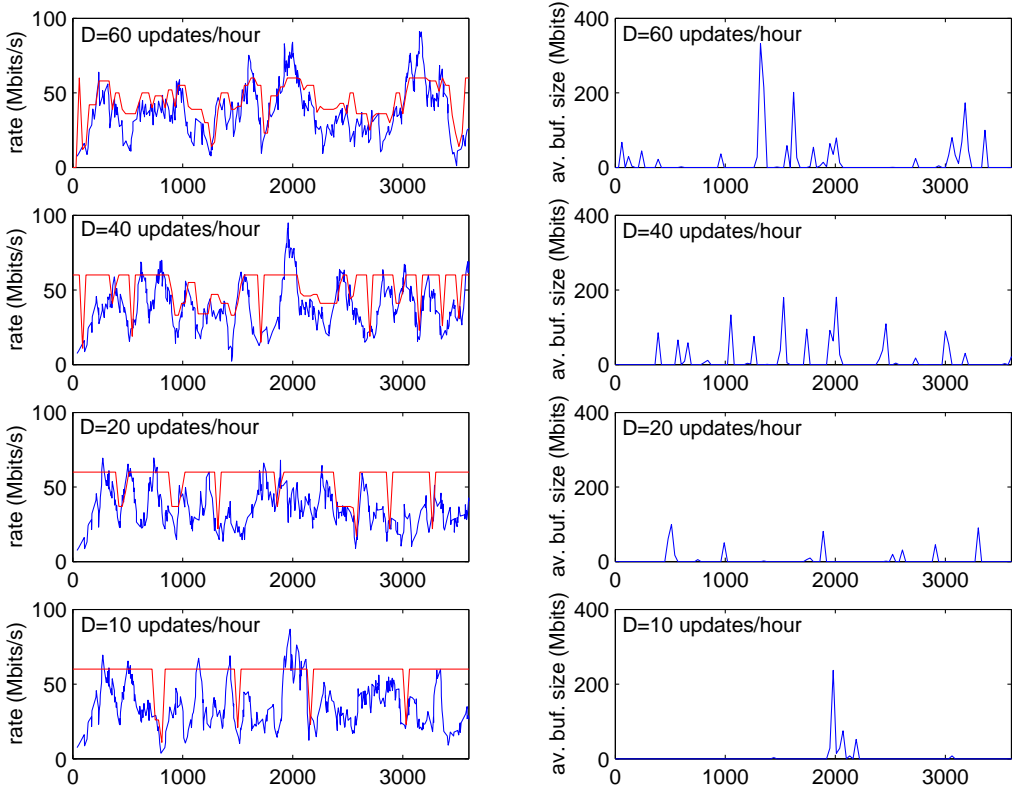 100
50
0
rate (Mbits/s)
D=60 updates/hour
0 1000 2000 3000
400
200
0
av. buf. size (Mbits)
D=60 updates/hour
0 1000 2000 3000
100
50
0
rate (Mbits/s)
D=40 updates/hour
0 1000 2000 3000
400
200
0
av. buf. size (Mbits)
D=40 updates/hour
0 1000 2000 3000
100
50
0
rate (Mbits/s)
D=20 updates/hour
0 1000 2000 3000
400
200
0
av. buf. size (Mbits)
D=20 updates/hour
0 1000 2000 3000
100
50
0
rate (Mbits/s)
D=10 updates/hour
0 1000 2000 3000
400
200
0
av. buf. size (Mbits)
D=10 updates/hour
0 1000 2000 3000